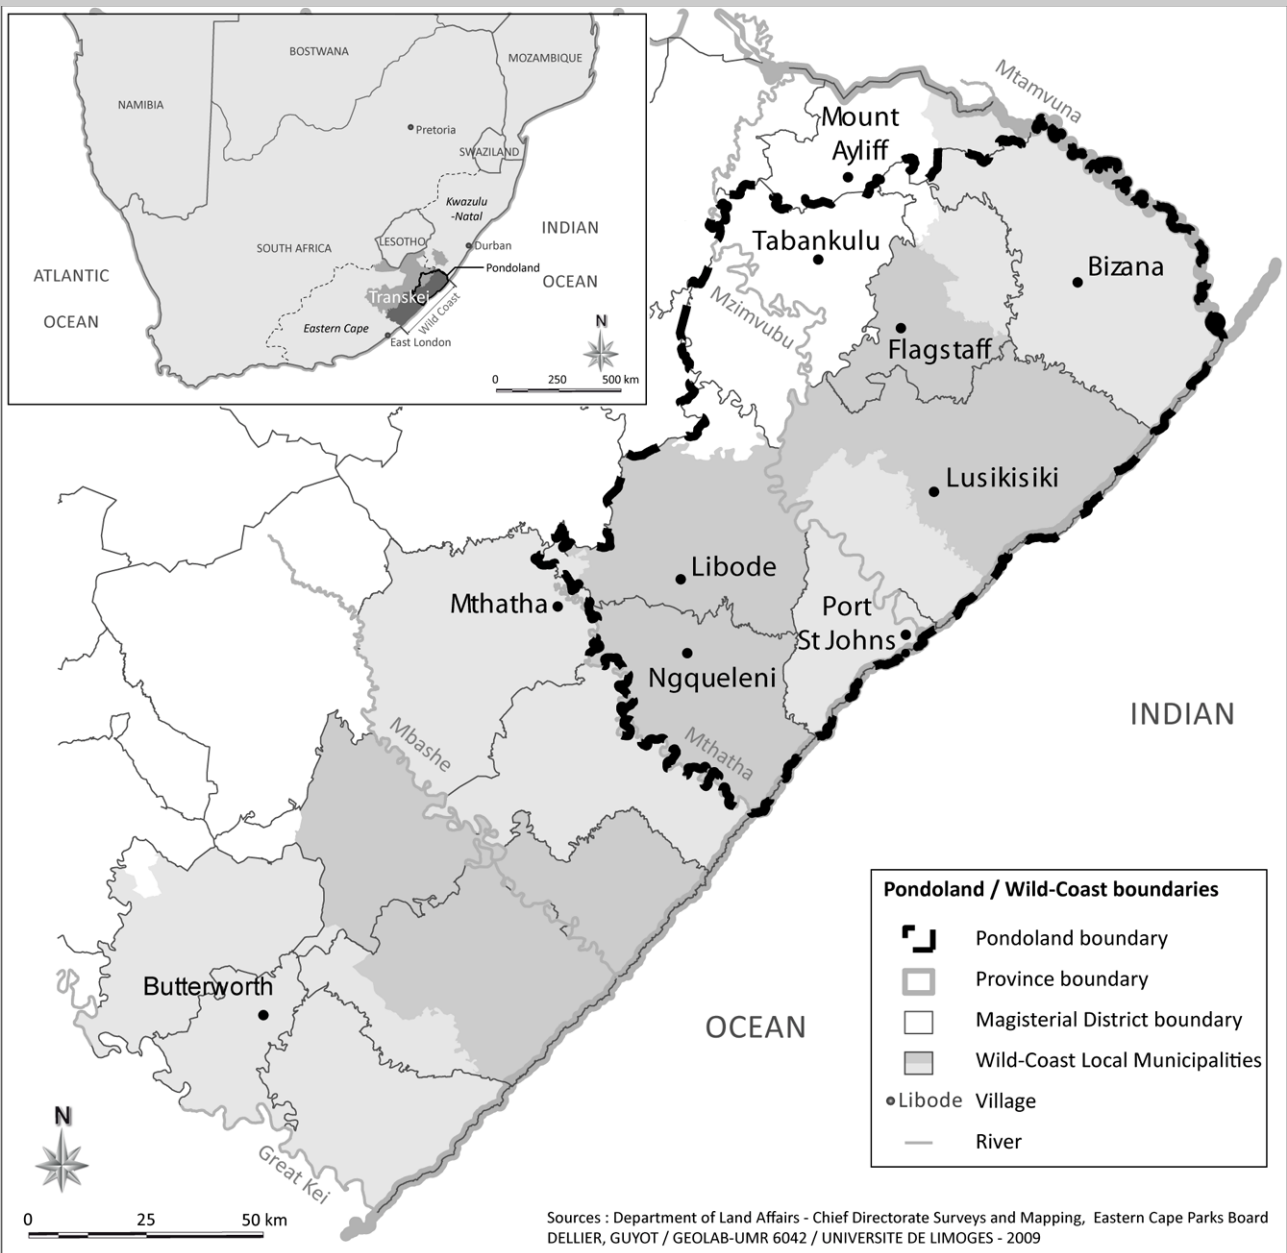 BOSTWANA
MOZAMBIQUE
NAMIBIA
Pretoria
SWAZILAND
Kwazulu
-Natal
INDIAN
OCEAN
SOUTH AFRICA
LESOTHO
Durban
Pondoland
ATLANTIC
OCEAN
Transkei
Wild Coast
Eastern Cape
East London
N
0 250 500 km
Mtamvuna
Mount
Ayliff
Tabankulu
Bizana
Mzimvubu
Flagstaff
Lusikisiki
Libode
Mthatha
Port
St Johns
Ngqueleni
INDIAN
Mbashe
Mthatha
OCEAN
Butterworth
Great Kei
N
0 25 50 km
Pondoland / Wild-Coast boundaries
Pondoland boundary
Province boundary
Magisterial District boundary
Wild-Coast Local Municipalities
Libode Village
River
Sources : Department of Land Affairs - Chief Directorate Surveys and Mapping, Eastern Cape Parks Board
DELLIER, GUYOT / GEOLAB-UMR 6042 / UNIVERSITE DE LIMOGES - 2009